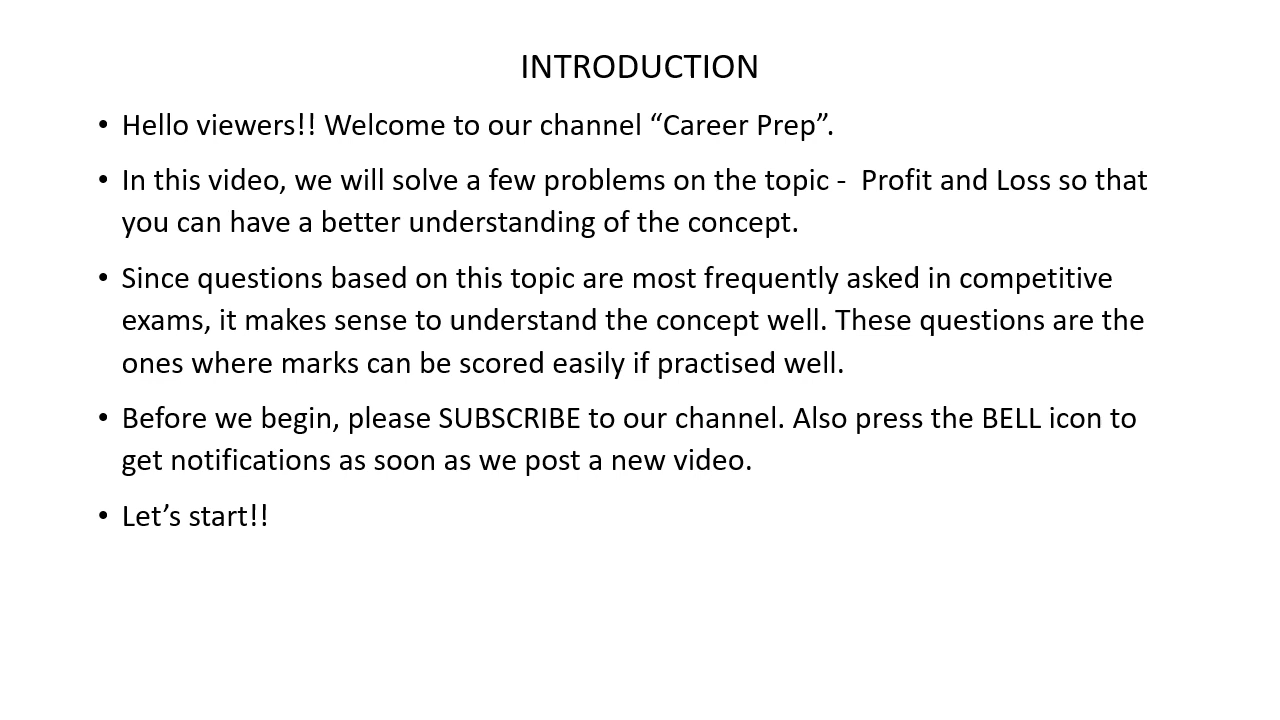 INTRODUCTION
• Hello viewers!! Welcome to our channel “Career Prep”.
• In this video, we will solve a few problems on the topic -  Profit and Loss so that
you can have a better understanding of the concept.
• Since questions based on this topic are most frequently asked in competitive
exams, it makes sense to understand the concept well. These questions are the
ones where marks can be scored easily if practised well.
• Before we begin, please SUBSCRIBE to our channel. Also press the BELL icon to
get notifications as soon as we post a new video.
• Let’s start!!